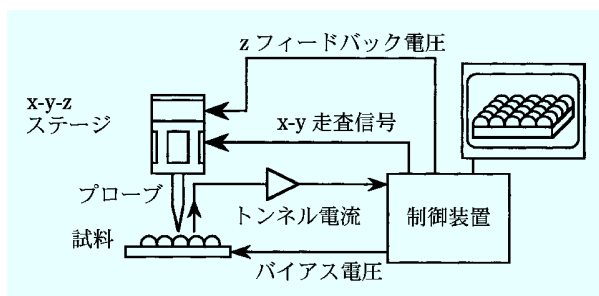 z フィードバック電圧
x-y-z
ステージ
x-y 走査信号
プローブ
トンネル電流
制御装置
試料
バイアス電圧